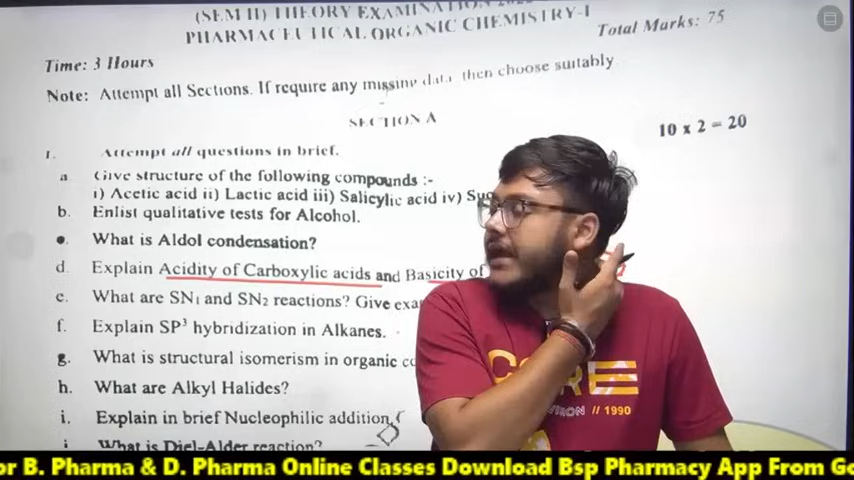 (SEM II) THEORY EXAMINATION
PHARMACEUTICAL ORGANIC CHEMISTRY-I
Time: 3 Hours
Total Marks: 75
Note: Attempt all Sections. If require any missing data, then choose suitably
SECTION A
1. Attempt all questions in brief.
10 x 2 = 20
a Give structure of the following compounds :-
i) Acetic acid ii) Lactic acid iii) Salicylic acid iv)
b. Enlist qualitative tests for Alcohol.
What is Aldol condensation?
d. Explain Acidity of Carboxylic acids and Basicity of
e. What are SN1 and SN2 reactions? Give
f. Explain SP³ hybridization in Alkanes.
g. What is structural isomerism in organic
h. What are Alkyl Halides?
i. Explain in brief Nucleophilic addition
What is Diel-Alder reaction?
// 1990
or B. Pharma & D. Pharma Online Classes Download Bsp Pharmacy App From Go